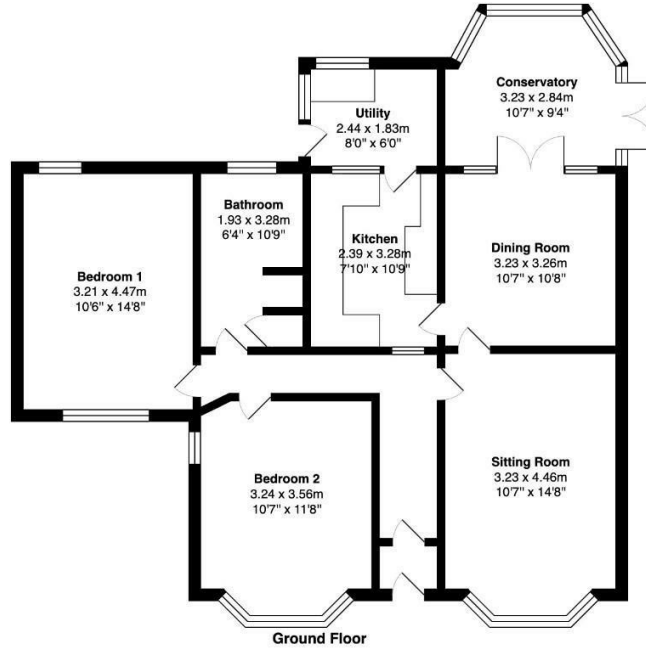 Conservatory
3.23 x 2.84m
10'7" x 9'4"
Utility
2.44 x 1.83m
8'0" x 6'0"
Bathroom
1.93 x 3.28m
6'4" x 10'9"
Kitchen
2.39 x 3.28m
7'10" x 10'9"
Dining Room
3.23 x 3.26m
10'7" x 10'8"
Bedroom 1
3.21 x 4.47m
10'6" x 14'8"
Bedroom 2
3.24 x 3.56m
10'7" x 11'8"
Sitting Room
3.23 x 4.46m
10'7" x 14'8"
Ground Floor